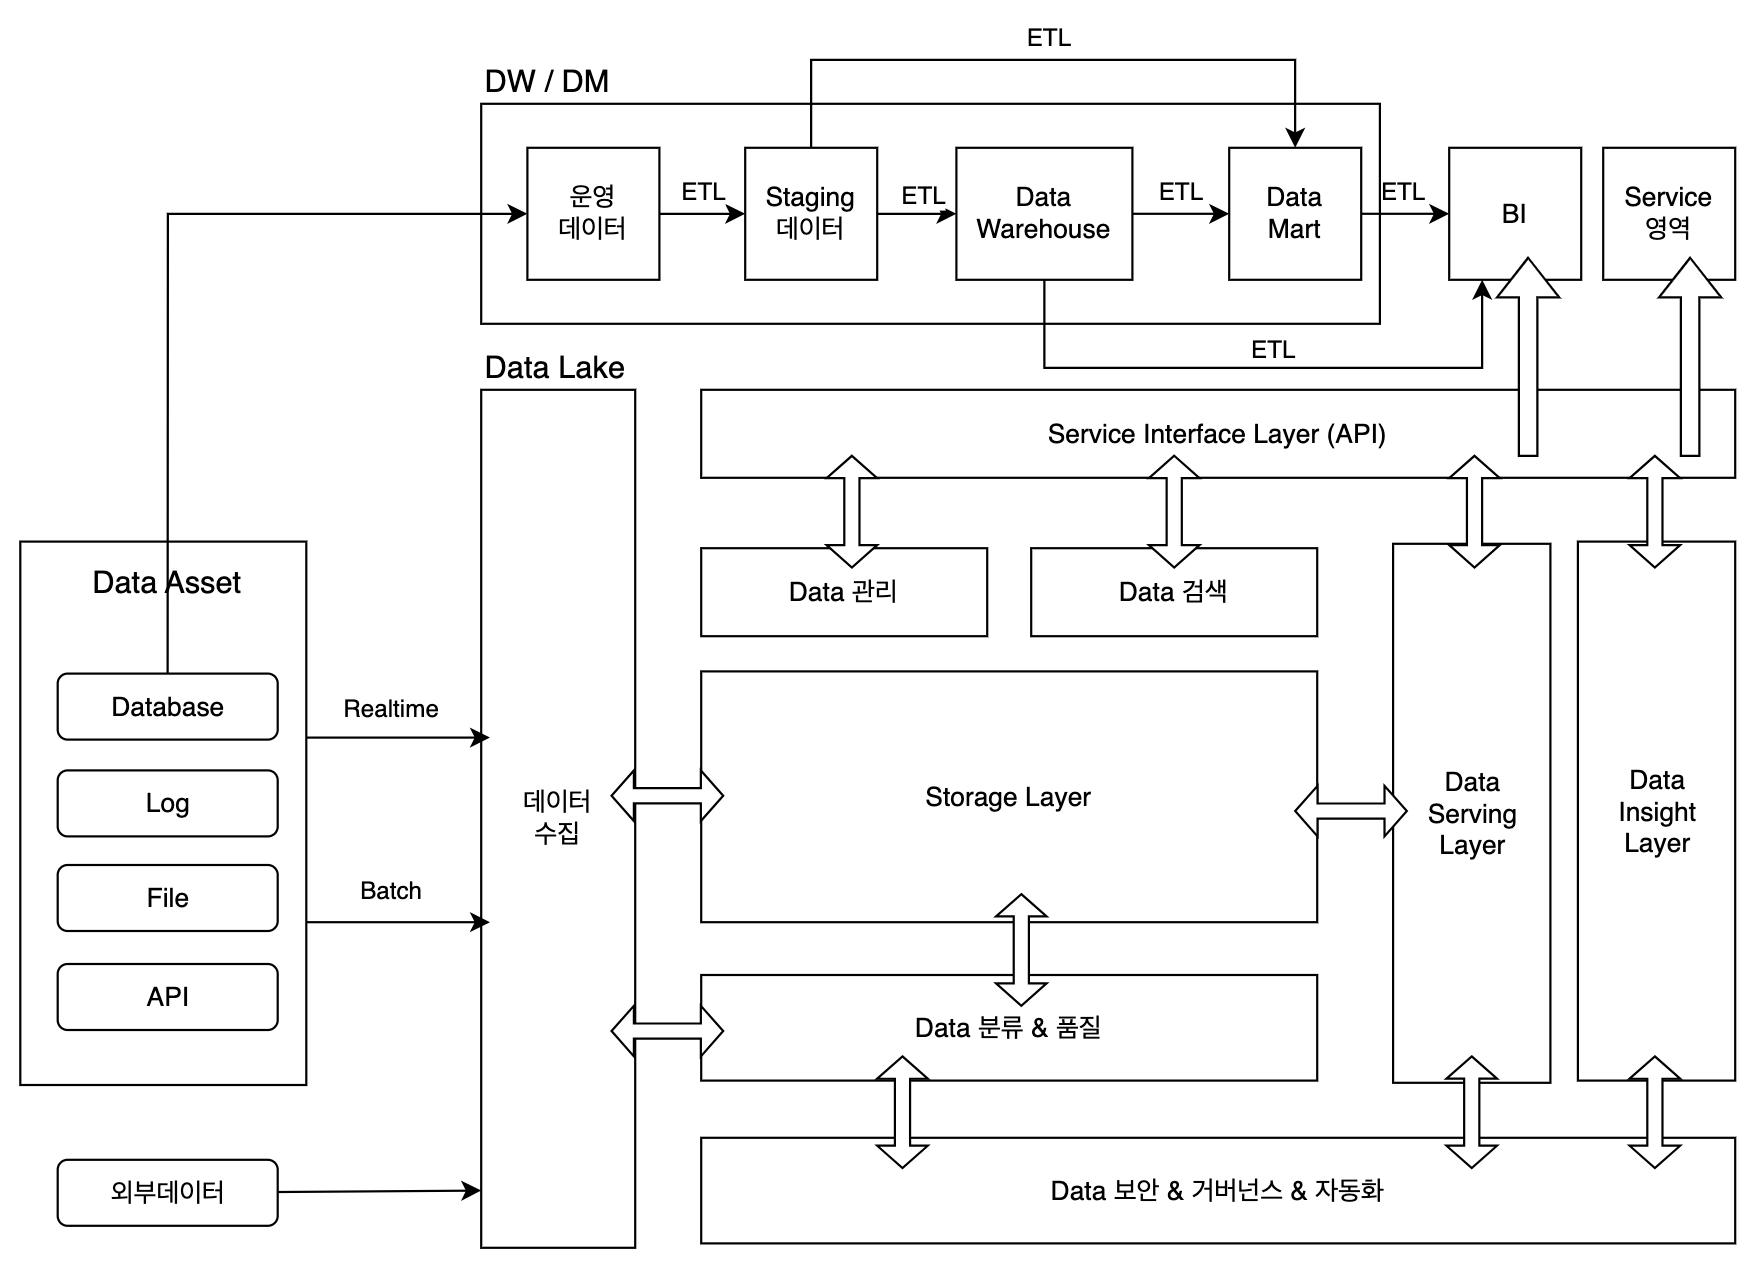 ETL
DW / DM
운영
데이터
ETL
Staging
데이터
ETL
Data
Warehouse
ETL
Data
Mart
ETL
BI
Service
영역
ETL
Data Lake
Service Interface Layer (API)
Data Asset
Data 관리
Data 검색
Database
Realtime
Log
데이터
수집
Storage Layer
Data
Serving
Layer
Data
Insight
Layer
File
Batch
API
Data 분류 & 품질
외부데이터
Data 보안 & 거버넌스 & 자동화